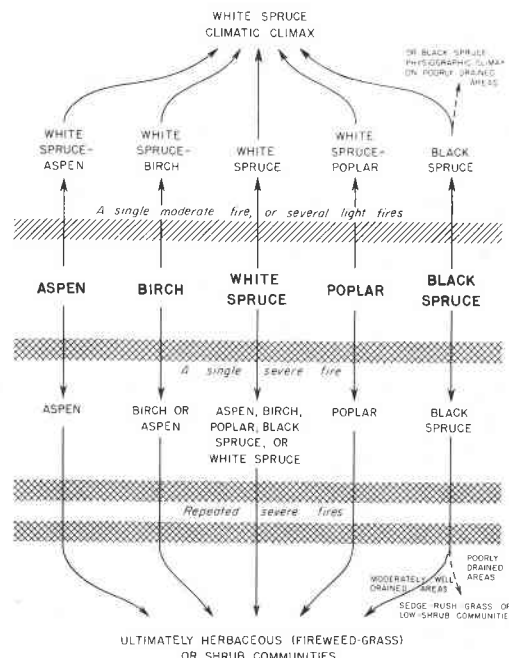 WHITE SPRUCE
CLIMATIC CLIMAX
OR BLACK SPRUCE
PHYSIOGRAPHIC CLIMAX
ON POORLY DRAINED
AREAS
WHITE
SPRUCE-
ASPEN
WHITE
SPRUCE-
BIRCH
WHITE
SPRUCE
WHITE
SPRUCE-
POPLAR
BLACK
SPRUCE
A single moderate fire, or several light fires
ASPEN
BIRCH
WHITE
SPRUCE
POPLAR
BLACK
SPRUCE
A single severe fire
ASPEN
BIRCH OR
ASPEN
ASPEN, BIRCH,
POPLAR, BLACK
SPRUCE, OR
WHITE SPRUCE
POPLAR
BLACK
SPRUCE
Repeated severe fires
MODERATELY WELL
DRAINED AREAS
POORLY
DRAINED
AREAS
SEDGE-RUSH GRASS OR
LOW-SHRUB COMMUNITIES
ULTIMATELY HERBACEOUS (FIREWEED-GRASS)
OR SHRUB COMMUNITIES